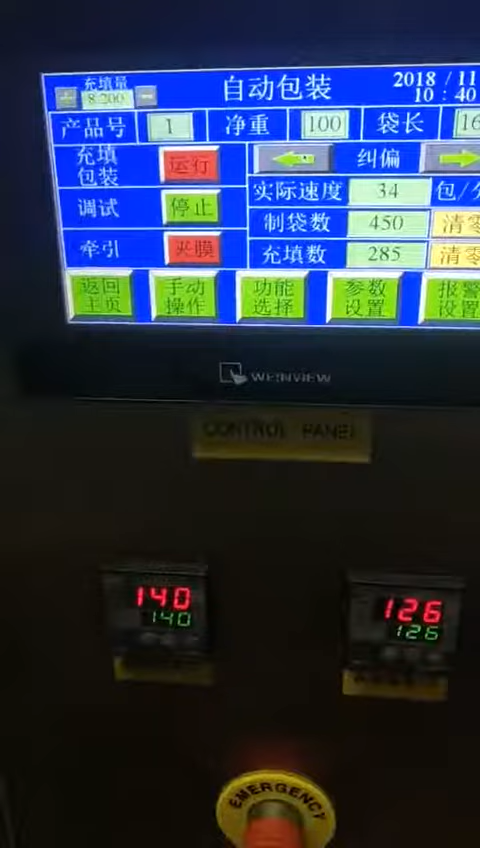 充填量
自动包装
2018 / 11
+ 8.200 -
10 : 40
产品号 1 净重 100 袋长 16
充填
包装 运行
纠偏
实际速度 34 包/分
调试 停止
制袋数 450 清零
牵引 夹膜
充填数 285 清零
返回
主页
手动
操作
功能
选择
参数
设置
报警
设置
WEINVIEW
CONTROL PANEL
140
140
126
126
EMERGENCY